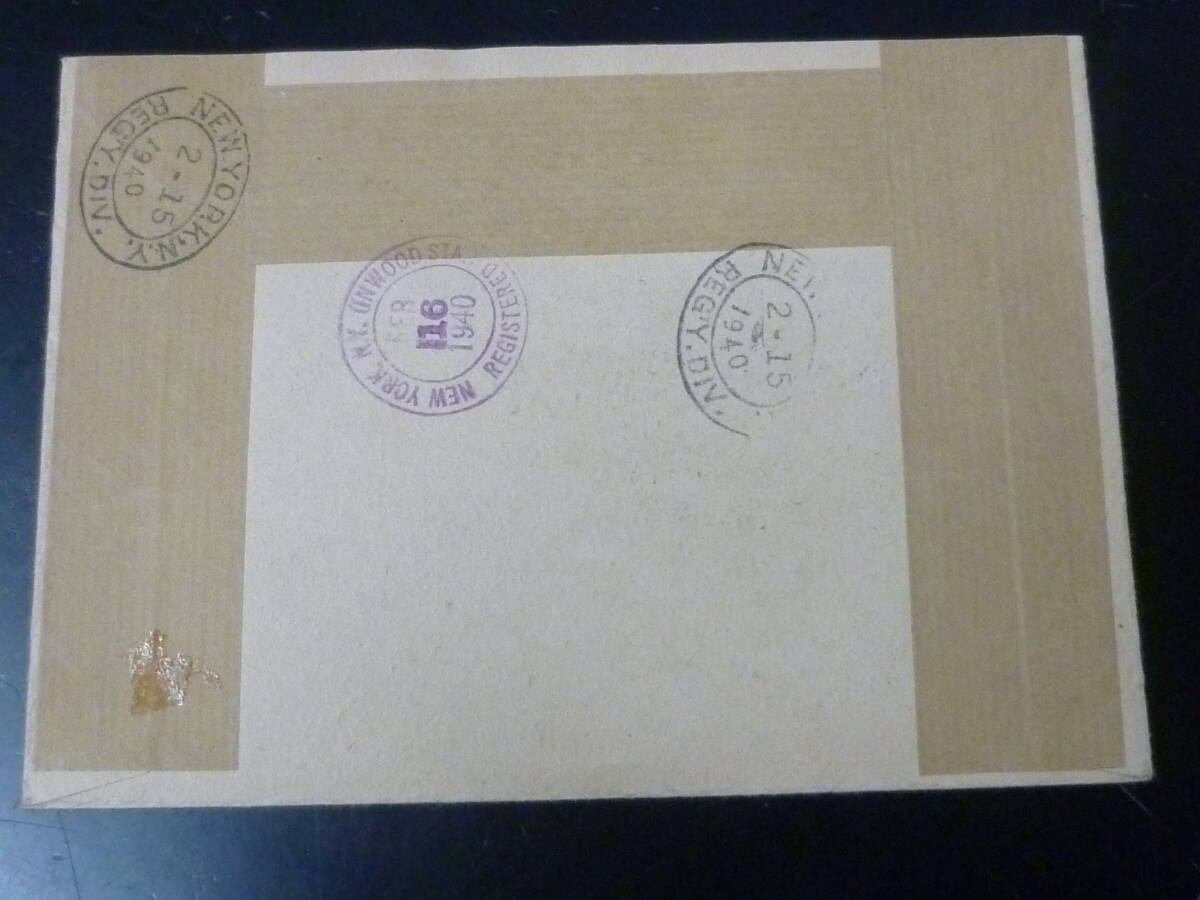 NEW YORK, N.Y.
2-15
1940
REG'Y. DIV.
NEW YORK, N.Y. (INWOOD STA.)
FEB
16
1940
REGISTERED
NEW
2-15
1940
REG'Y. DIV.